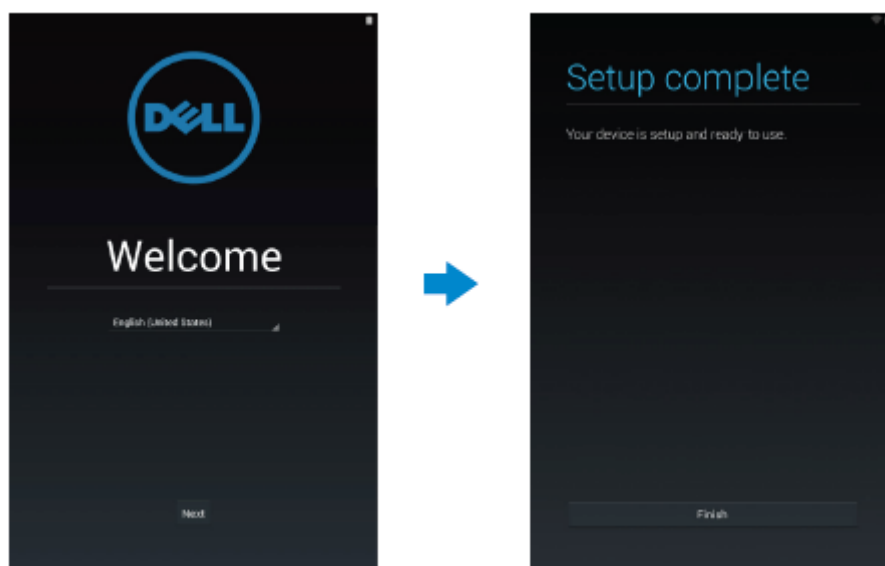 DELL
Welcome
English (United States)
Next
Setup complete
Your device is setup and ready to use.
Finish